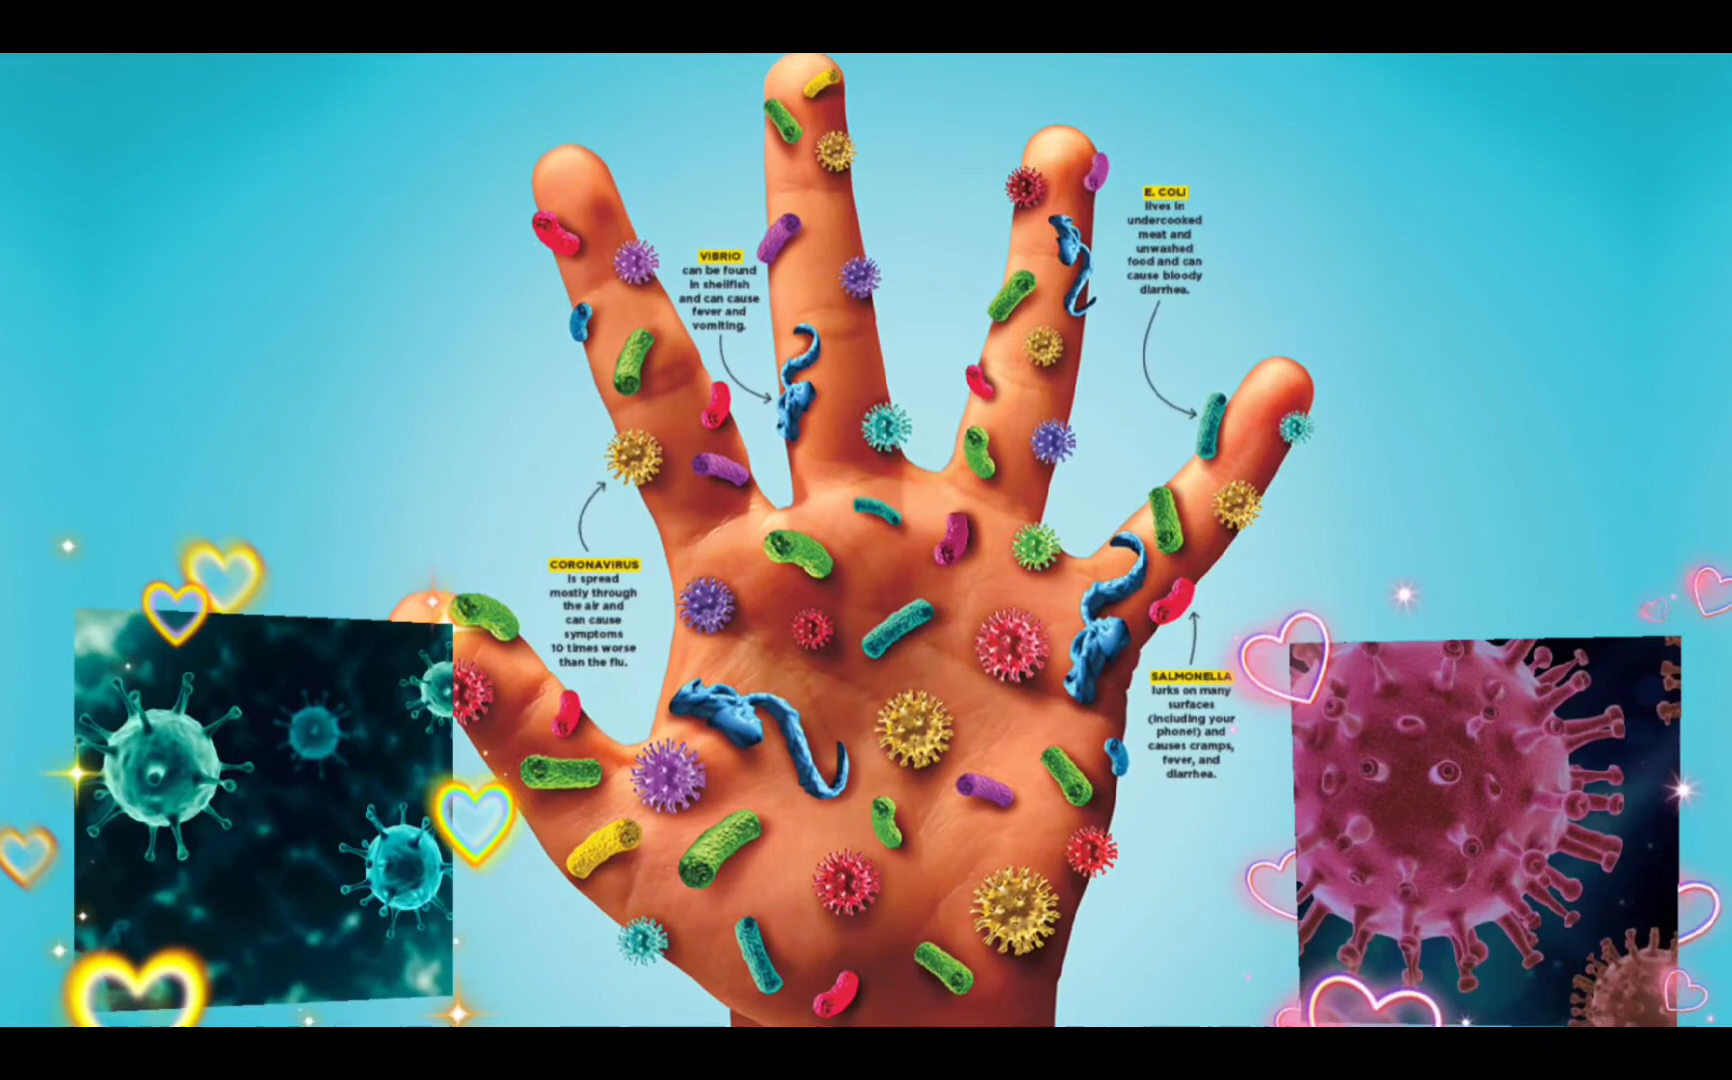 VIBRIO
can be found
in shellfish
and can cause
fever and
vomiting.
E. COLI
lives in
undercooked
meat and
unwashed
food and can
cause bloody
diarrhea.
CORONAVIRUS
is spread
mostly through
the air and
can cause
symptoms
10 times worse
than the flu.
SALMONELLA
lurks on many
surfaces
(including your
phone!) and
causes cramps,
fever, and
diarrhea.